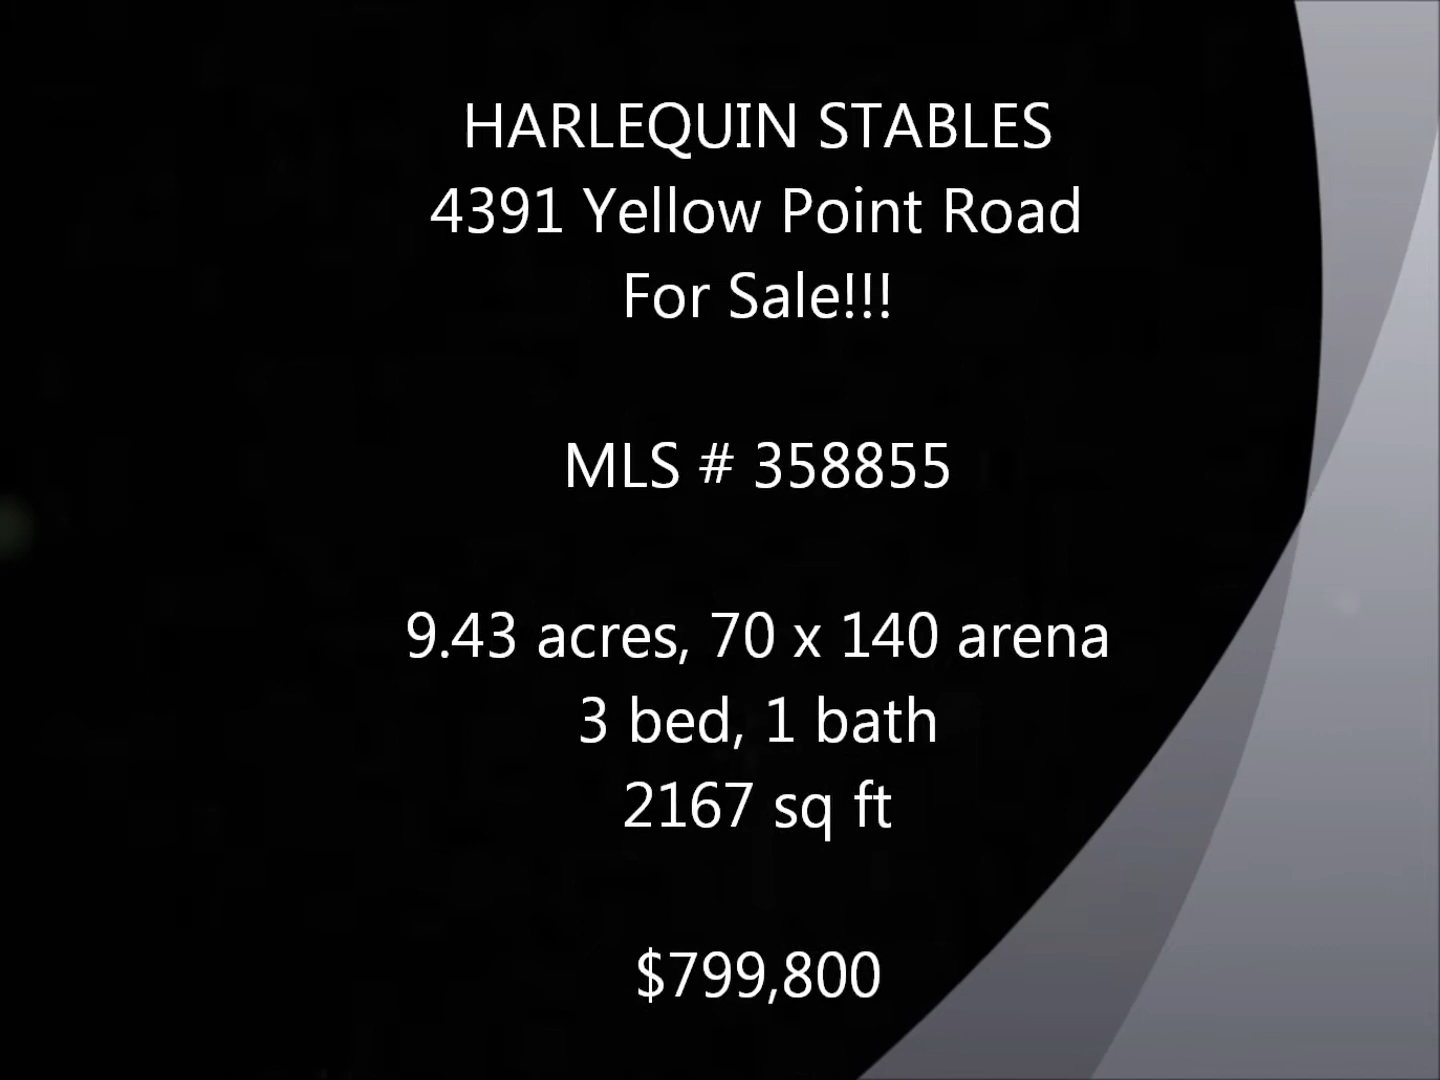 HARLEQUIN STABLES
4391 Yellow Point Road
For Sale!!!
MLS # 358855
9.43 acres, 70 x 140 arena
3 bed, 1 bath
2167 sq ft
$799,800